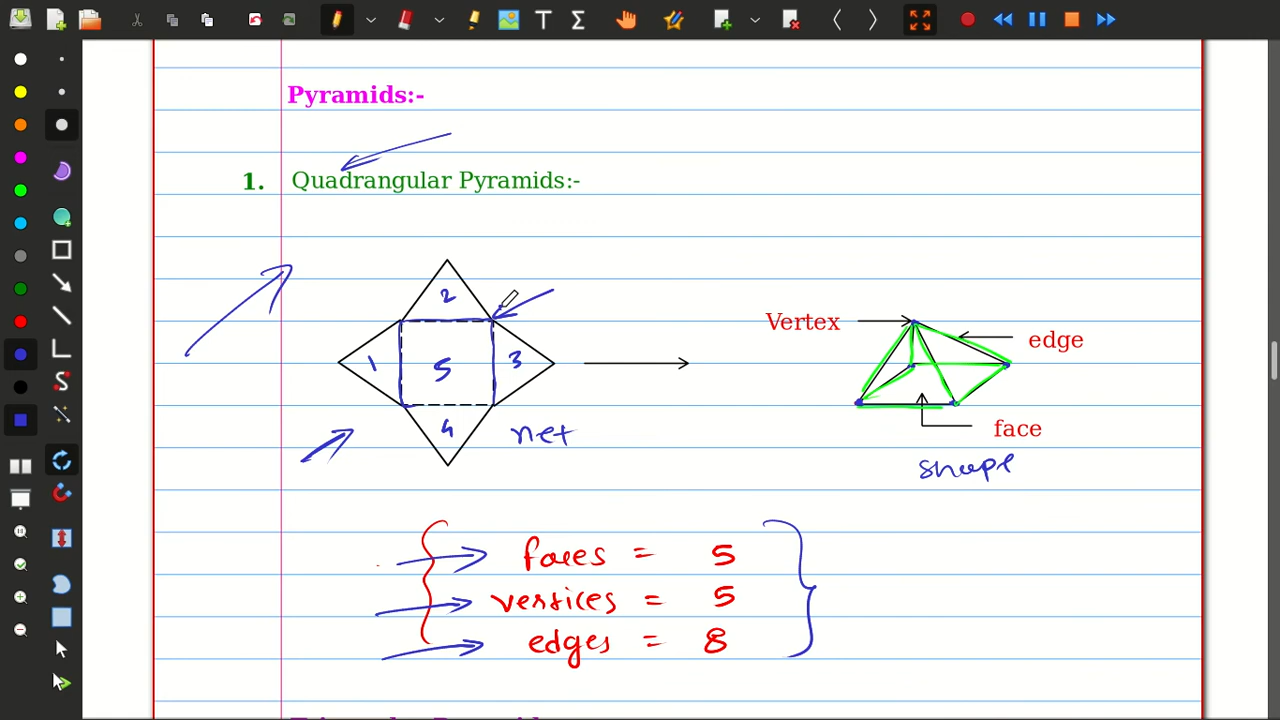 Pyramids:-
1. Quadrangular Pyramids:-
2
1 5 3
4
net
Vertex
edge
face
shape
faces = 5
vertices = 5
edges = 8